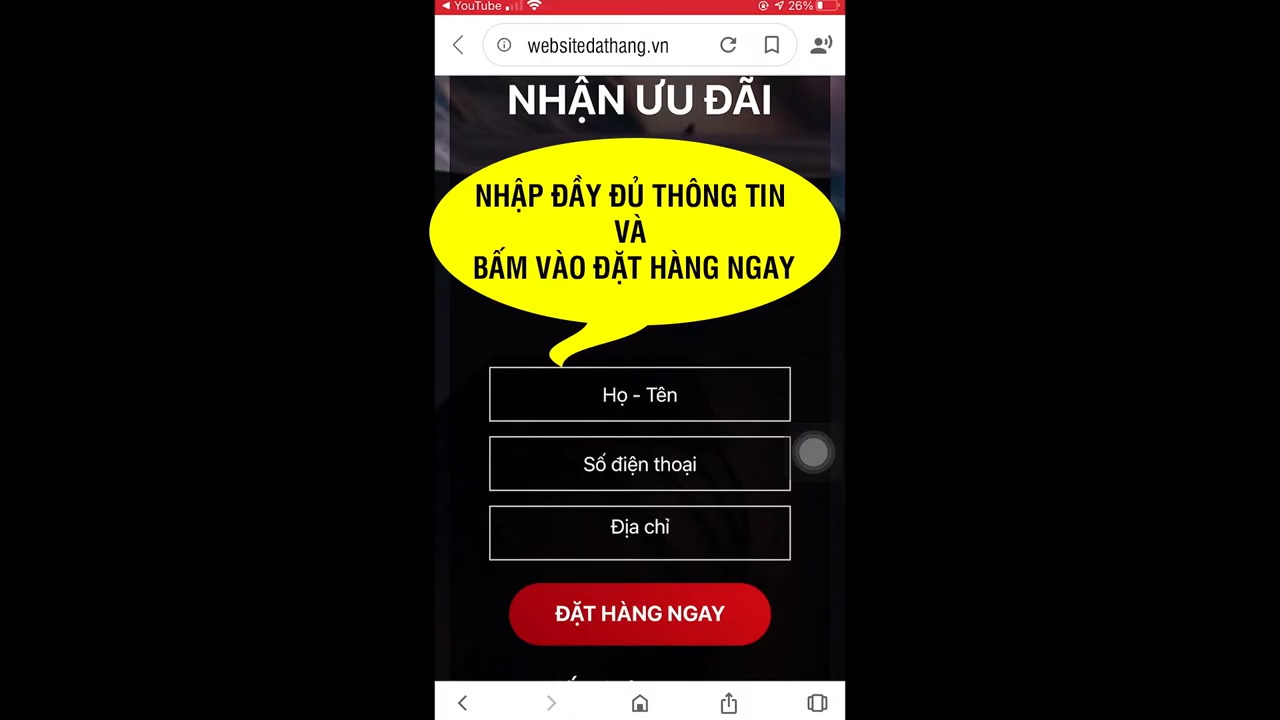 YouTube
26%
websitedathang.vn
NHẬN ƯU ĐÃI
NHẬP ĐẦY ĐỦ THÔNG TIN
VÀ
BẤM VÀO ĐẶT HÀNG NGAY
Họ - Tên
Số điện thoại
Địa chỉ
ĐẶT HÀNG NGAY